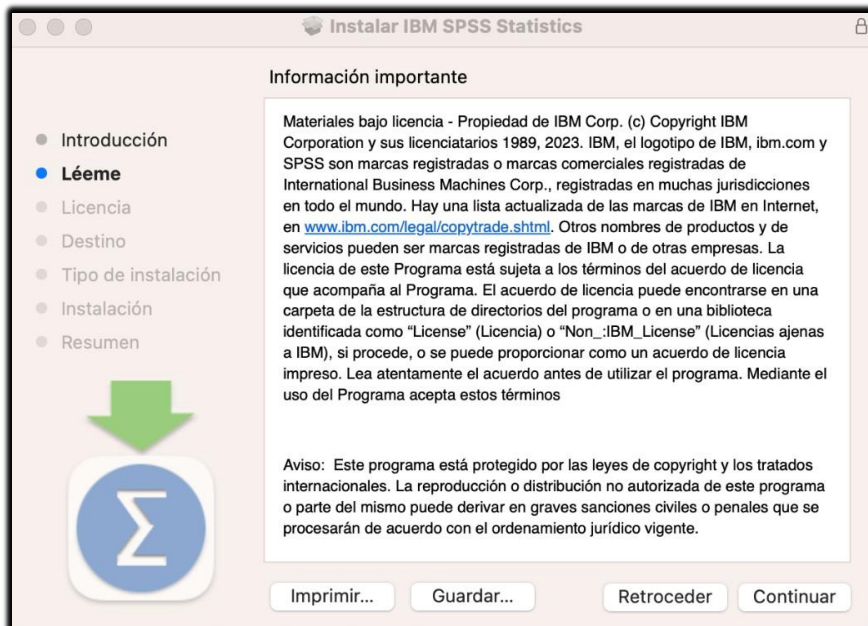 Instalar IBM SPSS Statistics
Información importante
Introducción
Léeme
Licencia
Destino
Tipo de instalación
Instalación
Resumen
Materiales bajo licencia - Propiedad de IBM Corp. (c) Copyright IBM
Corporation y sus licenciatarios 1989, 2023. IBM, el logotipo de IBM, ibm.com y
SPSS son marcas registradas o marcas comerciales registradas de
International Business Machines Corp., registradas en muchas jurisdicciones
en todo el mundo. Hay una lista actualizada de las marcas de IBM en Internet,
en www.ibm.com/legal/copytrade.shtml. Otros nombres de productos y de
servicios pueden ser marcas registradas de IBM o de otras empresas. La
licencia de este Programa está sujeta a los términos del acuerdo de licencia
que acompaña al Programa. El acuerdo de licencia puede encontrarse en una
carpeta de la estructura de directorios del programa o en una biblioteca
identificada como “License” (Licencia) o “Non_:IBM_License” (Licencias ajenas
a IBM), si procede, o se puede proporcionar como un acuerdo de licencia
impreso. Lea atentamente el acuerdo antes de utilizar el programa. Mediante el
uso del Programa acepta estos términos
Aviso:  Este programa está protegido por las leyes de copyright y los tratados
internacionales. La reproducción o distribución no autorizada de este programa
o parte del mismo puede derivar en graves sanciones civiles o penales que se
procesarán de acuerdo con el ordenamiento jurídico vigente.
Σ
Imprimir... Guardar... Retroceder Continuar